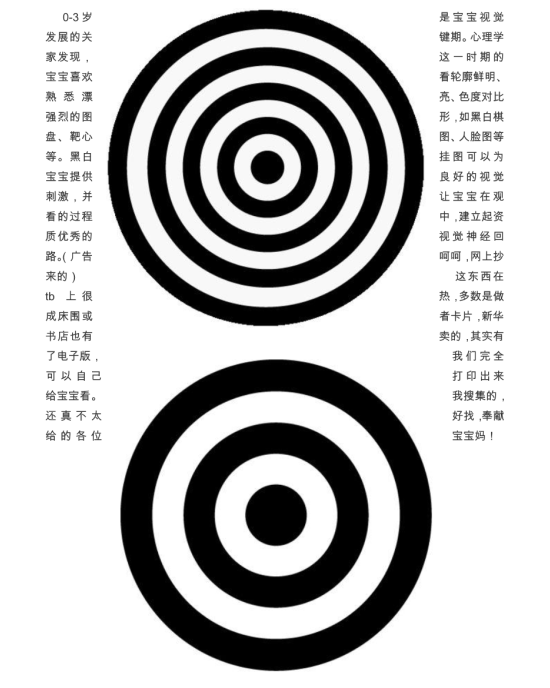 0-3 岁是宝宝视觉
发展的关键期。心理学
家发现，这一时期的
宝宝喜欢看轮廓鲜明、
熟悉漂亮、色度对比
强烈的图形，如黑白棋
盘、靶心图、人脸图等
等。黑白挂图可以为
宝宝提供良好的视觉
刺激，并让宝宝在观
看的过程中，建立起资
质优秀的视觉神经回
路。（广告呵呵，网上抄
来的）这东西在
tb 上很热，多数是做
成床围或者卡片，新华
书店也有卖的，其实有
了电子版，我们完全
可以自己打印出来
给宝宝看。我搜集的，
还真不太好找，奉献
给的各位宝宝妈！